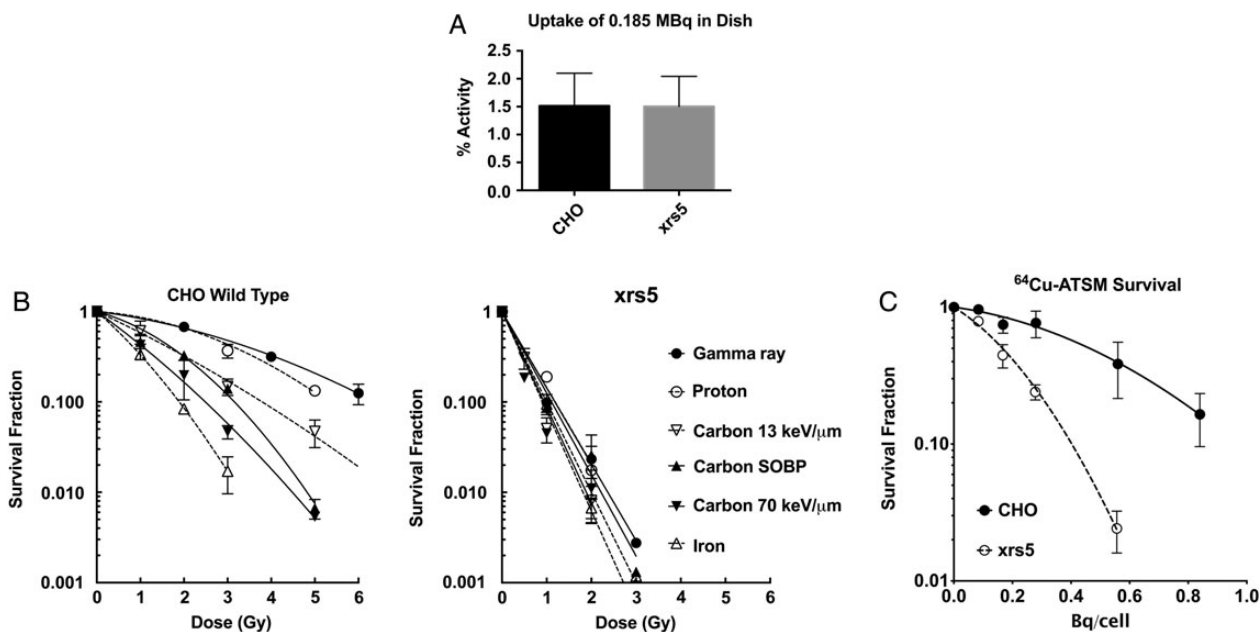 A
Uptake of 0.185 MBq in Dish
% Activity
2.5
2.0
1.5
1.0
0.5
0.0
CHO
xrs5
B
CHO Wild Type
Survival Fraction
1
0.100
0.010
0.001
0 1 2 3 4 5 6
Dose (Gy)
xrs5
Survival Fraction
1
0.100
0.010
0.001
0 1 2 3 4 5 6
Dose (Gy)
Gamma ray
Proton
Carbon 13 keV/μm
Carbon SOBP
Carbon 70 keV/μm
Iron
C
⁶⁴Cu-ATSM Survival
Survival Fraction
1
0.10
0.01
0.0 0.2 0.4 0.6 0.8 1.0
Bq/cell
CHO
xrs5